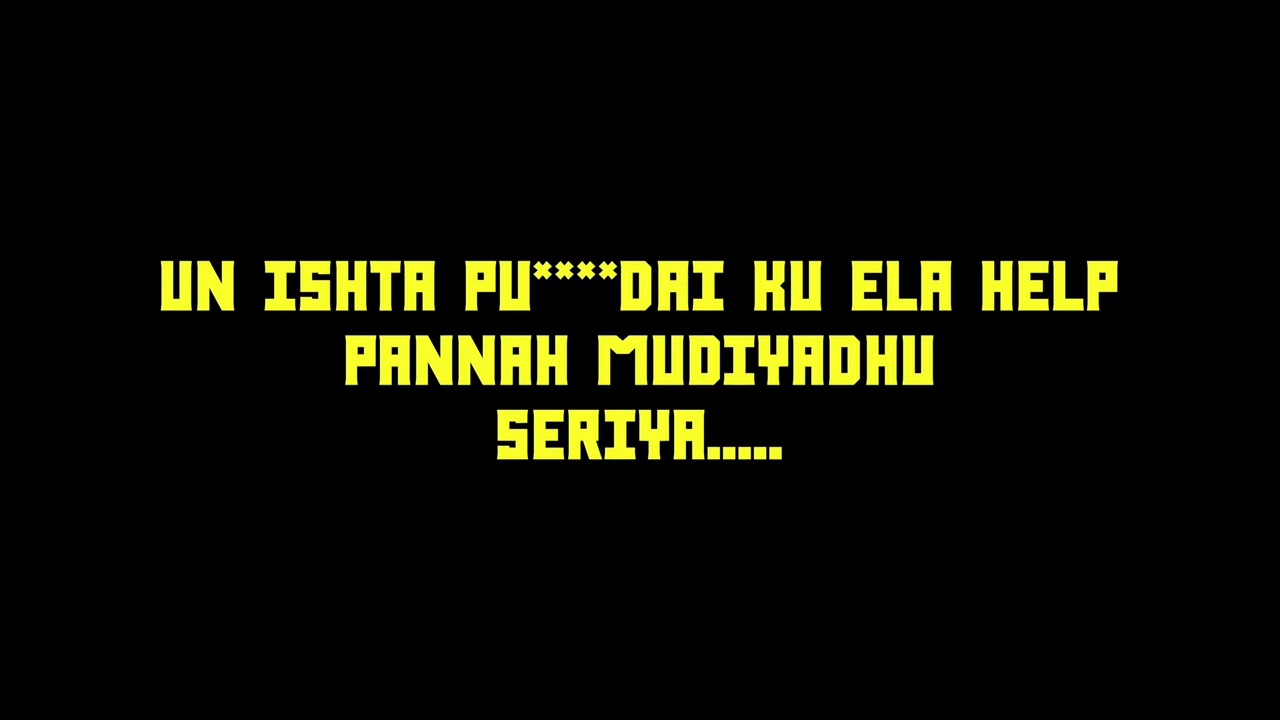 UN ISHTA PU****DAI KU ELA HELP
PANNAH MUDIYADHU
SERIYA.....